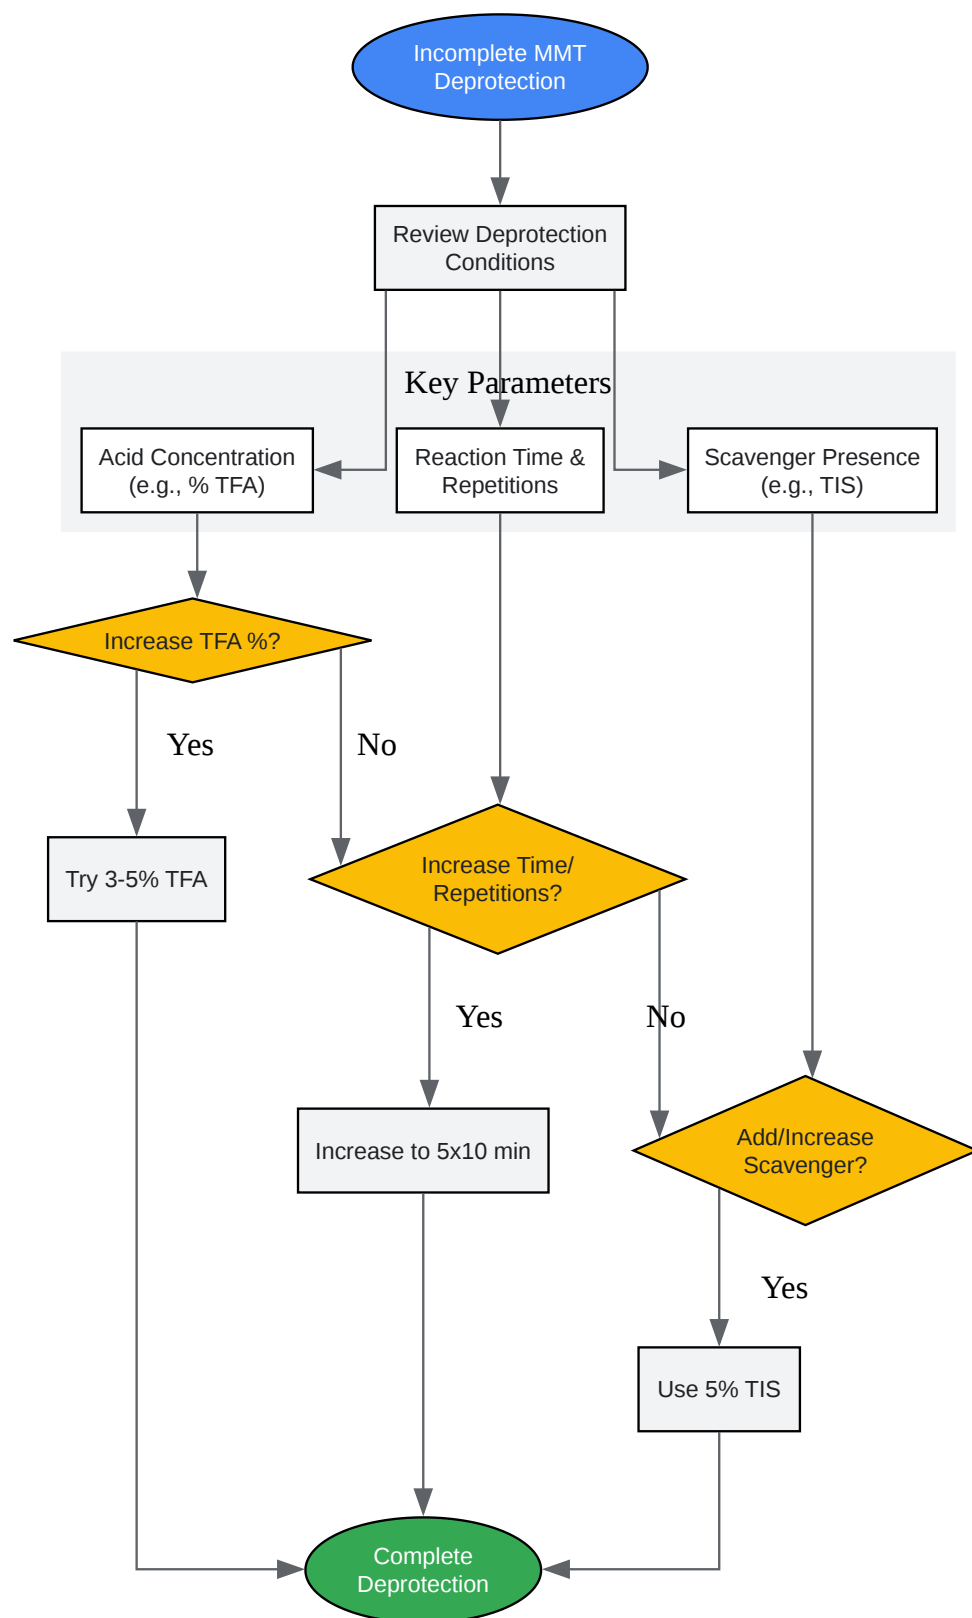 Incomplete MMT
Deprotection
Review Deprotection
Conditions
Key Parameters
Acid Concentration
(e.g., % TFA)
Reaction Time &
Repetitions
Scavenger Presence
(e.g., TIS)
Increase TFA %?
Yes
No
Try 3-5% TFA
Increase Time/
Repetitions?
Yes
No
Increase to 5x10 min
Add/Increase
Scavenger?
Yes
Use 5% TIS
Complete
Deprotection